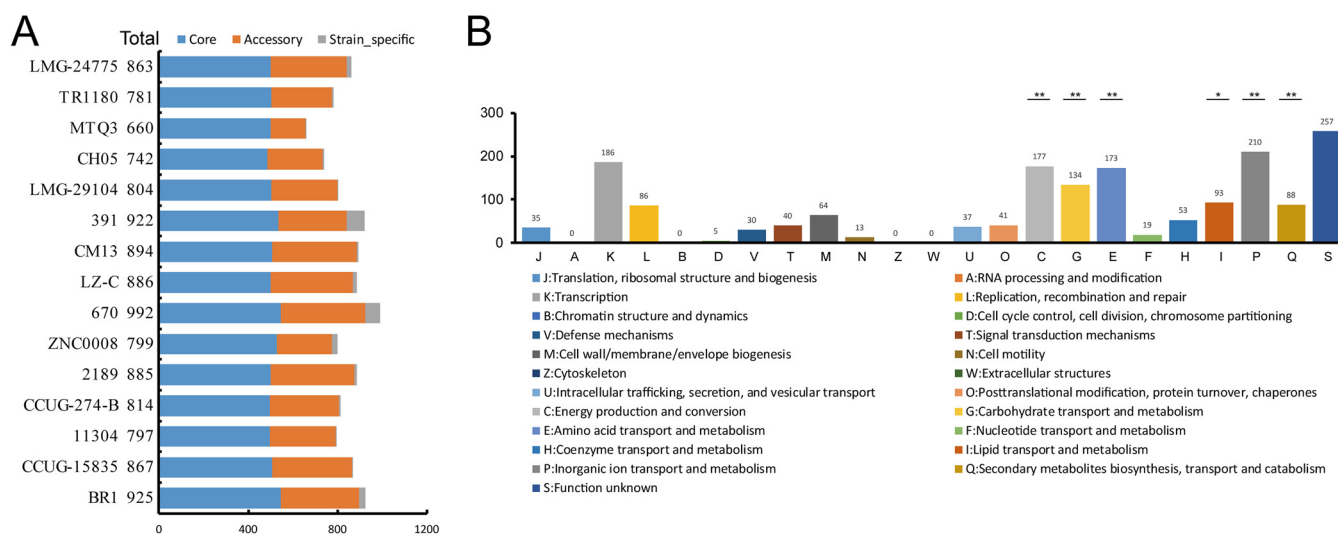 A
Total Core Accessory Strain_specific
LMG-24775 863
TR1180 781
MTQ3 660
CH05 742
LMG-29104 804
391 922
CM13 894
LZ-C 886
670 992
ZNC0008 799
2189 885
CCUG-274-B 814
11304 797
CCUG-15835 867
BR1 925
0 400 800 1200
B
** ** ** * ** **
300
200
100
0
35 0 186 86 0 5 30 40 64 13 0 0 37 41 177 134 173 19 53 93 210 88 257
J A K L B D V T M N Z W U O C G E F H I P Q S
J:Translation, ribosomal structure and biogenesis
A:RNA processing and modification
K:Transcription
L:Replication, recombination and repair
B:Chromatin structure and dynamics
D:Cell cycle control, cell division, chromosome partitioning
V:Defense mechanisms
T:Signal transduction mechanisms
M:Cell wall/membrane/envelope biogenesis
N:Cell motility
Z:Cytoskeleton
W:Extracellular structures
U:Intracellular trafficking, secretion, and vesicular transport
O:Posttranslational modification, protein turnover, chaperones
C:Energy production and conversion
G:Carbohydrate transport and metabolism
E:Amino acid transport and metabolism
F:Nucleotide transport and metabolism
H:Coenzyme transport and metabolism
I:Lipid transport and metabolism
P:Inorganic ion transport and metabolism
Q:Secondary metabolites biosynthesis, transport and catabolism
S:Function unknown